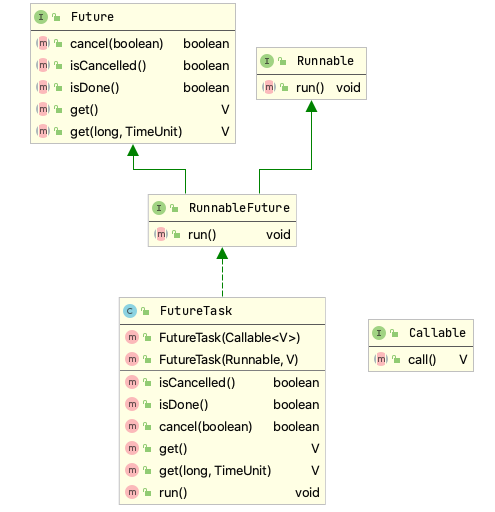 I Future
m cancel(boolean) boolean
m isCancelled() boolean
m isDone() boolean
m get() V
m get(long, TimeUnit) V
I Runnable
m run() void
I RunnableFuture
m run() void
C FutureTask
m FutureTask(Callable<V>)
m FutureTask(Runnable, V)
m isCancelled() boolean
m isDone() boolean
m cancel(boolean) boolean
m get() V
m get(long, TimeUnit) V
m run() void
I Callable
m call() V